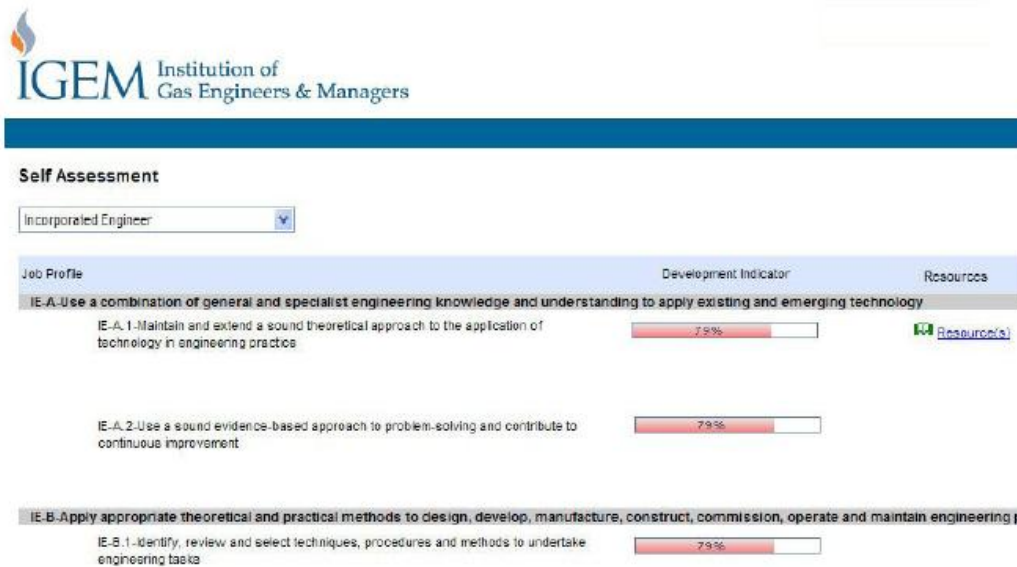 IGEM Institution of
Gas Engineers & Managers
Self Assessment
Incorporated Engineer
Job Profile Development Indicator Resources
IE-A-Use a combination of general and specialist engineering knowledge and understanding to apply existing and emerging technology
IE-A.1-Maintain and extend a sound theoretical approach to the application of
technology in engineering practice
79%
Resource(s)
IE-A.2-Use a sound evidence-based approach to problem-solving and contribute to
continuous improvement
79%
IE-B-Apply appropriate theoretical and practical methods to design, develop, manufacture, construct, commission, operate and maintain engineering
IE-B.1-Identify, review and select techniques, procedures and methods to undertake
engineering tasks
79%